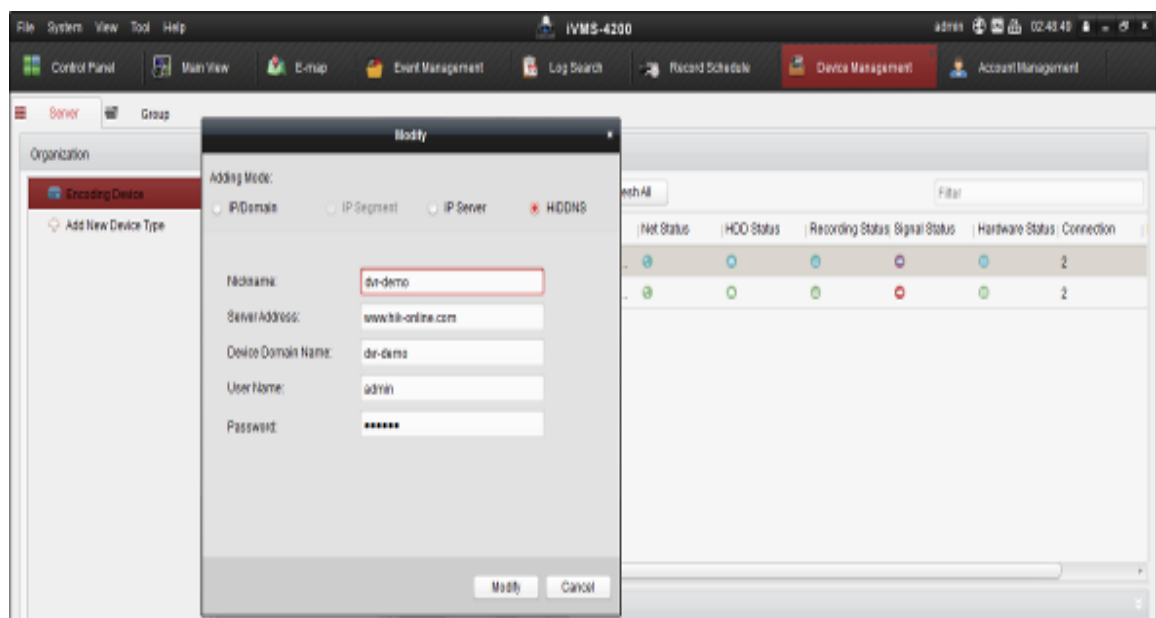 File System View Tool Help iVMS-4200 admin 02:48:49
Control Panel Main View E-map Event Management Log Search Record Schedule Device Management Account Management
Server Group
Organization
Encoding Device
Add New Device Type
Modify
Adding Mode:
IP/Domain IP Segment IP Server HiDDNS
Nickname: dvr-demo
Server Address: www.hik-online.com
Device Domain Name: dvr-demo
User Name: admin
Password: ••••••
Modify Cancel
esh All Filter
Net Status HDD Status Recording Status Signal Status Hardware Status Connection
2
2